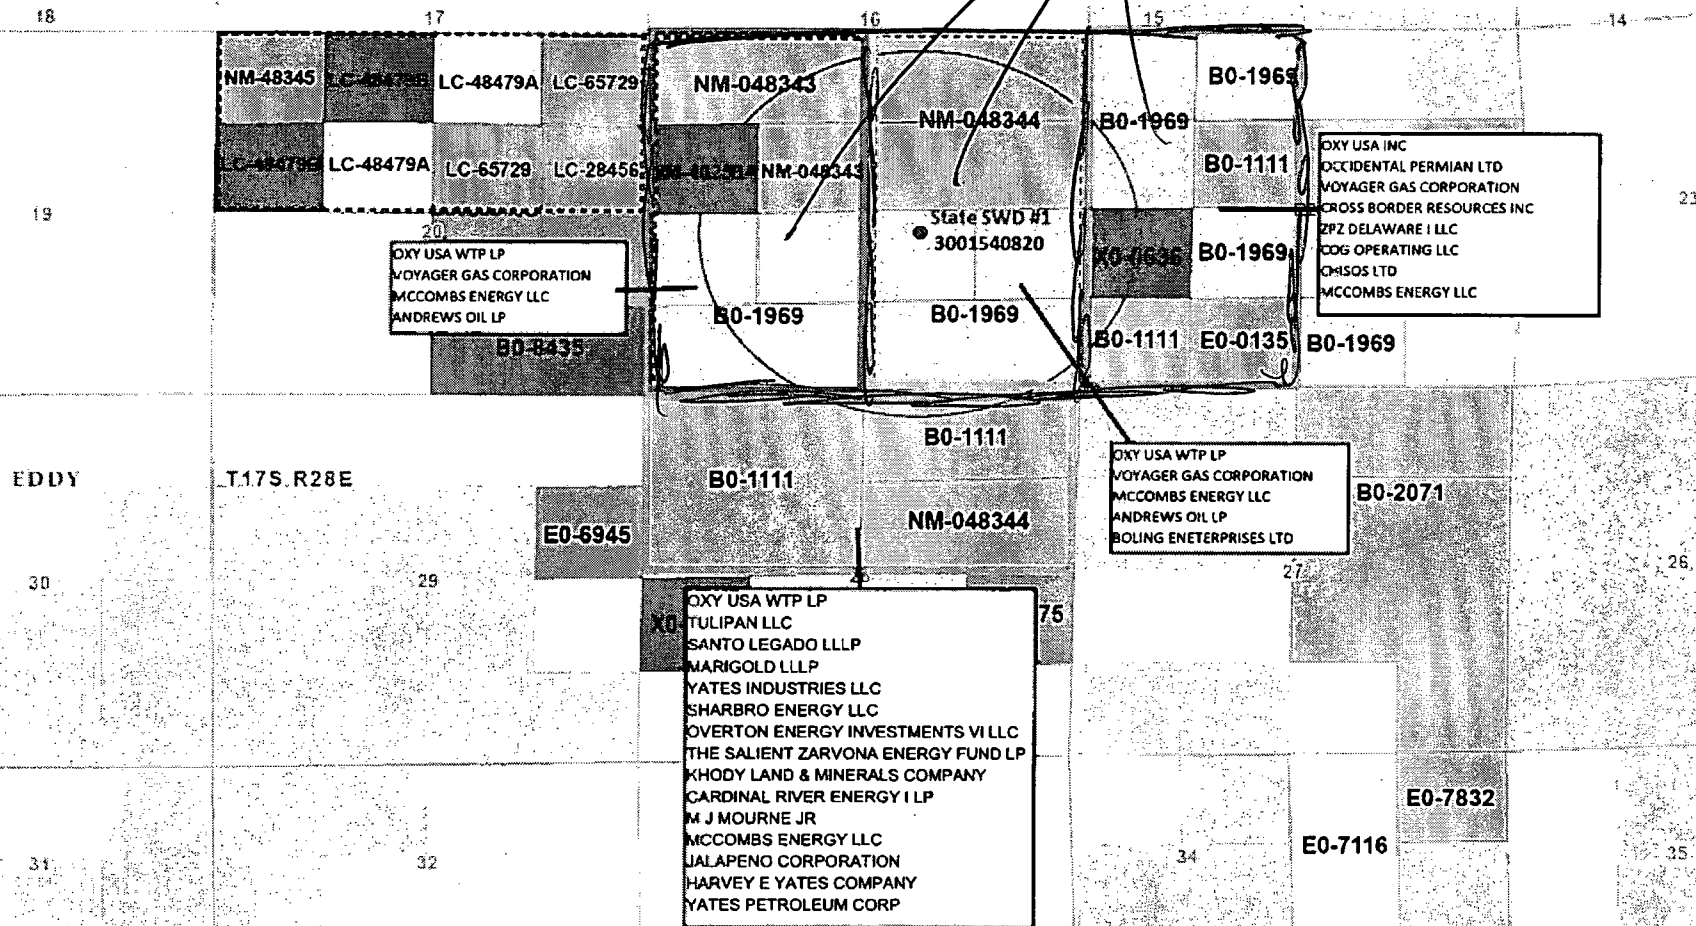 18
17
16
15
14
NM-48345
LC-48479A
LC-65729
NM-048343
NM-048344
B0-1969
B0-1969
LC-48479A
LC-65729
LC-28456
NM-048343
B0-1111
OXY USA INC
OCCIDENTAL PERMIAN LTD
VOYAGER GAS CORPORATION
CROSS BORDER RESOURCES INC
ZPZ DELAWARE I LLC
COG OPERATING LLC
CHISOS LTD
MCCOMBS ENERGY LLC
19
20
23
State SWD #1
3001540820
X0-0636
B0-1969
OXY USA WTP LP
VOYAGER GAS CORPORATION
MCCOMBS ENERGY LLC
ANDREWS OIL LP
B0-8435
B0-1969
B0-1969
B0-1111
E0-0135
B0-1969
EDDY
T17S R28E
B0-1111
B0-1111
NM-048344
OXY USA WTP LP
VOYAGER GAS CORPORATION
MCCOMBS ENERGY LLC
ANDREWS OIL LP
BOLING ENETERPRISES LTD
B0-2071
E0-6945
30
29
27
26
X0-
75
OXY USA WTP LP
TULIPAN LLC
SANTO LEGADO LLLP
MARIGOLD LLLP
YATES INDUSTRIES LLC
SHARBRO ENERGY LLC
OVERTON ENERGY INVESTMENTS VI LLC
THE SALIENT ZARVONA ENERGY FUND LP
KHODY LAND & MINERALS COMPANY
CARDINAL RIVER ENERGY I LP
M J MOURNE JR
MCCOMBS ENERGY LLC
JALAPENO CORPORATION
HARVEY E YATES COMPANY
YATES PETROLEUM CORP
E0-7832
E0-7116
31
32
34
35